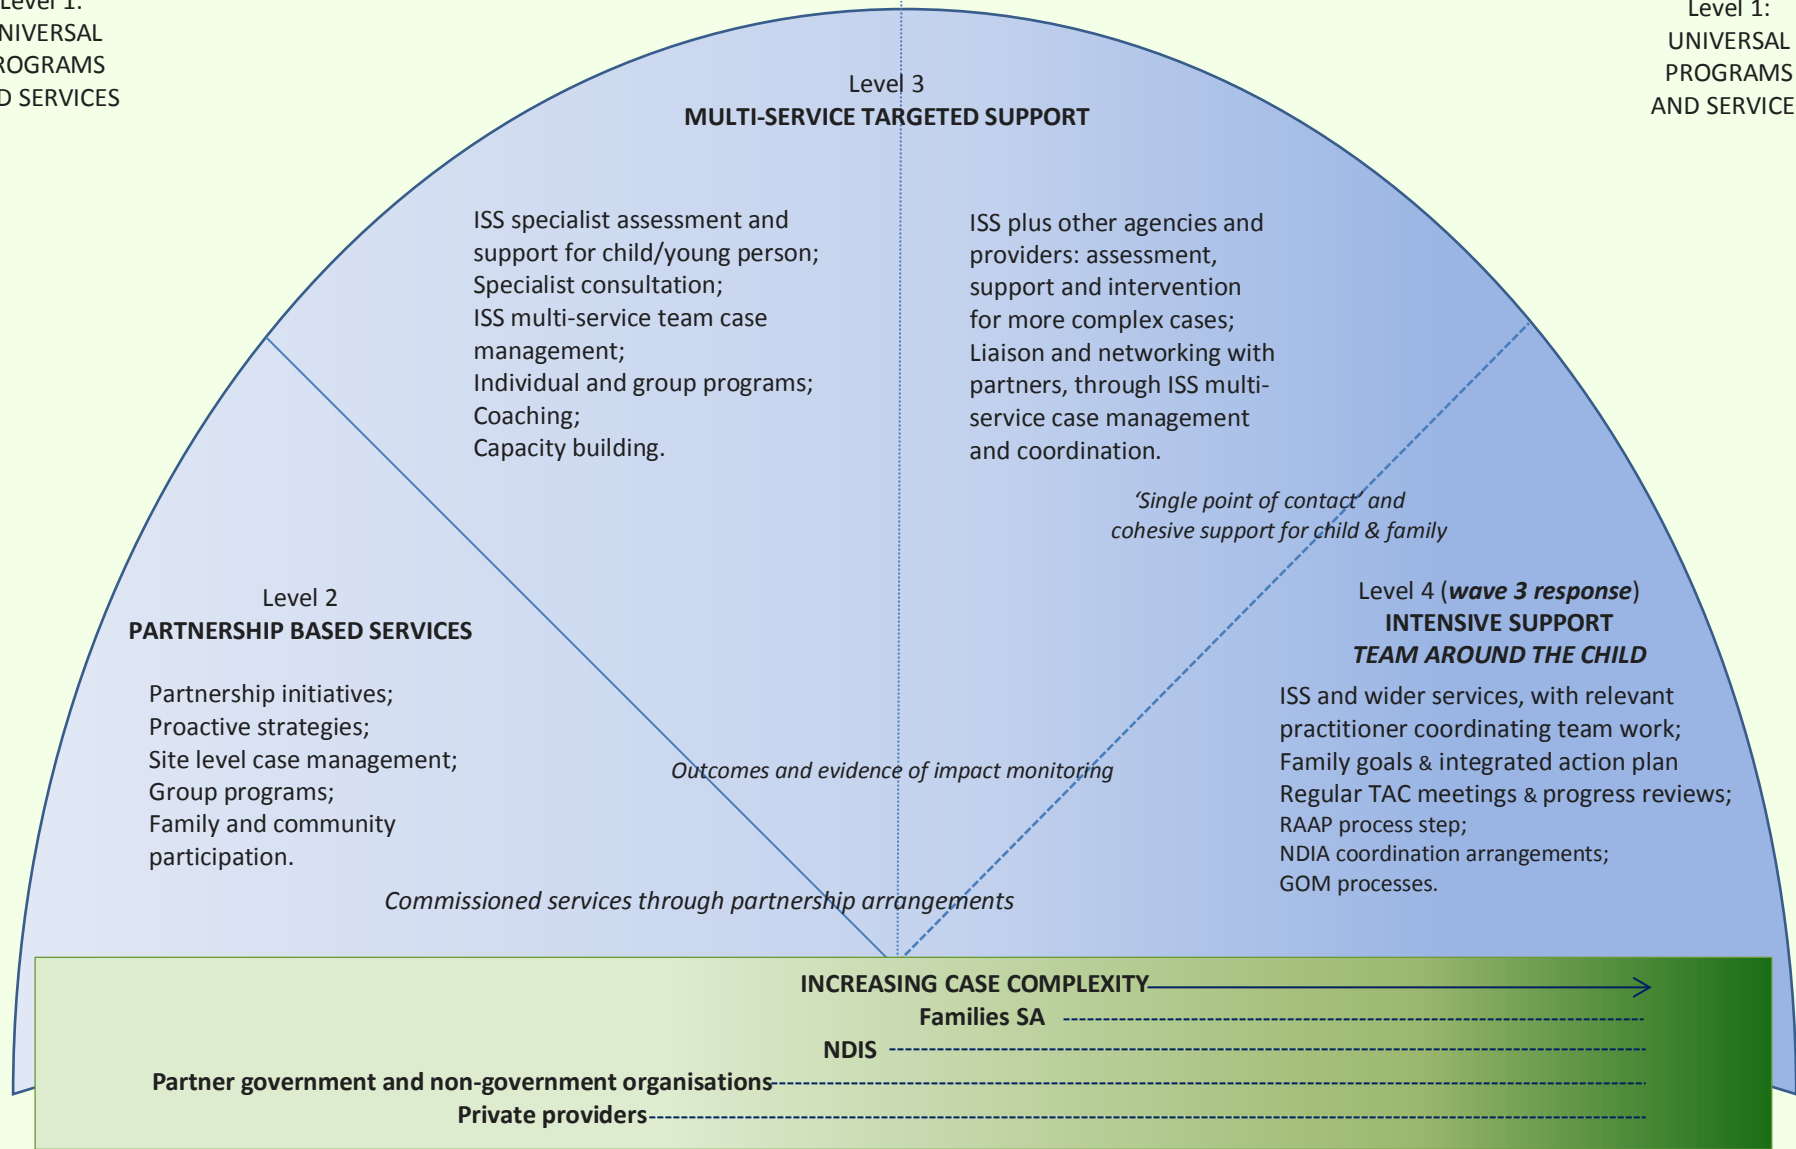 Level 1:
NIVERSAL
ROGRAMS
D SERVICES
Level 1:
UNIVERSAL
PROGRAMS
AND SERVICE
Level 3
MULTI-SERVICE TARGETED SUPPORT
ISS specialist assessment and
support for child/young person;
Specialist consultation;
ISS multi-service team case
management;
Individual and group programs;
Coaching;
Capacity building.
ISS plus other agencies and
providers: assessment,
support and intervention
for more complex cases;
Liaison and networking with
partners, through ISS multi-
service case management
and coordination.
‘Single point of contact’ and
cohesive support for child & family
Level 2
PARTNERSHIP BASED SERVICES
Partnership initiatives;
Proactive strategies;
Site level case management;
Group programs;
Family and community
participation.
Level 4 (wave 3 response)
INTENSIVE SUPPORT
TEAM AROUND THE CHILD
ISS and wider services, with relevant
practitioner coordinating team work;
Family goals & integrated action plan
Regular TAC meetings & progress reviews;
RAAP process step;
NDIA coordination arrangements;
GOM processes.
Outcomes and evidence of impact monitoring
Commissioned services through partnership arrangements
INCREASING CASE COMPLEXITY
Families SA
NDIS
Partner government and non-government organisations
Private providers